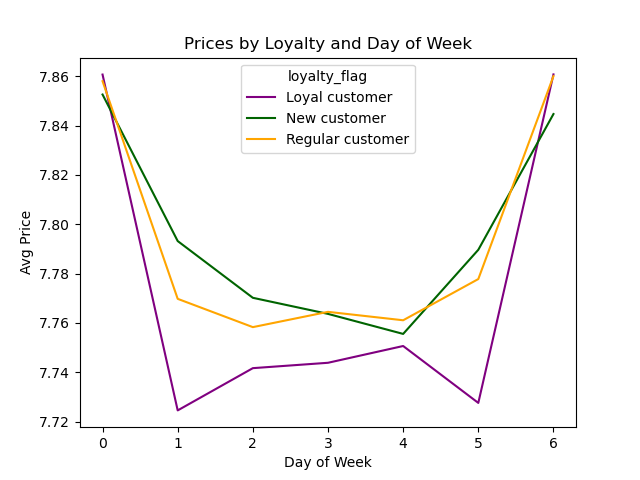 Prices by Loyalty and Day of Week
loyalty_flag
Loyal customer
New customer
Regular customer
7.86
7.84
7.82
7.80
7.78
7.76
7.74
7.72
Avg Price
0 1 2 3 4 5 6
Day of Week